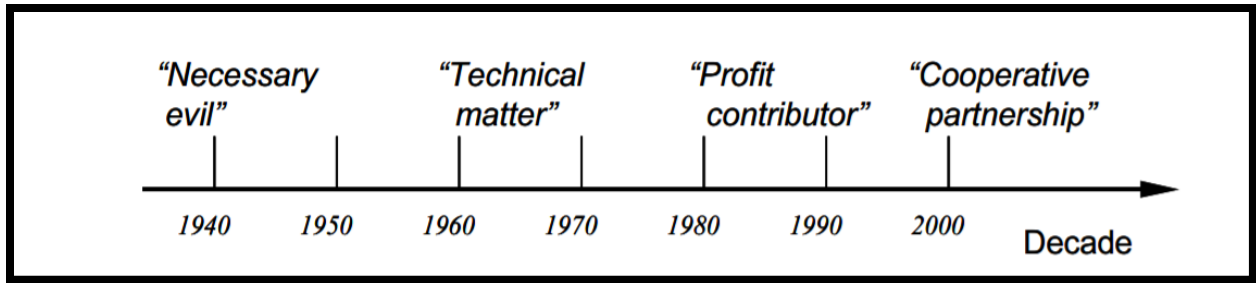 “Necessary
evil”
“Technical
matter”
“Profit
contributor”
“Cooperative
partnership”
1940 1950 1960 1970 1980 1990 2000
Decade